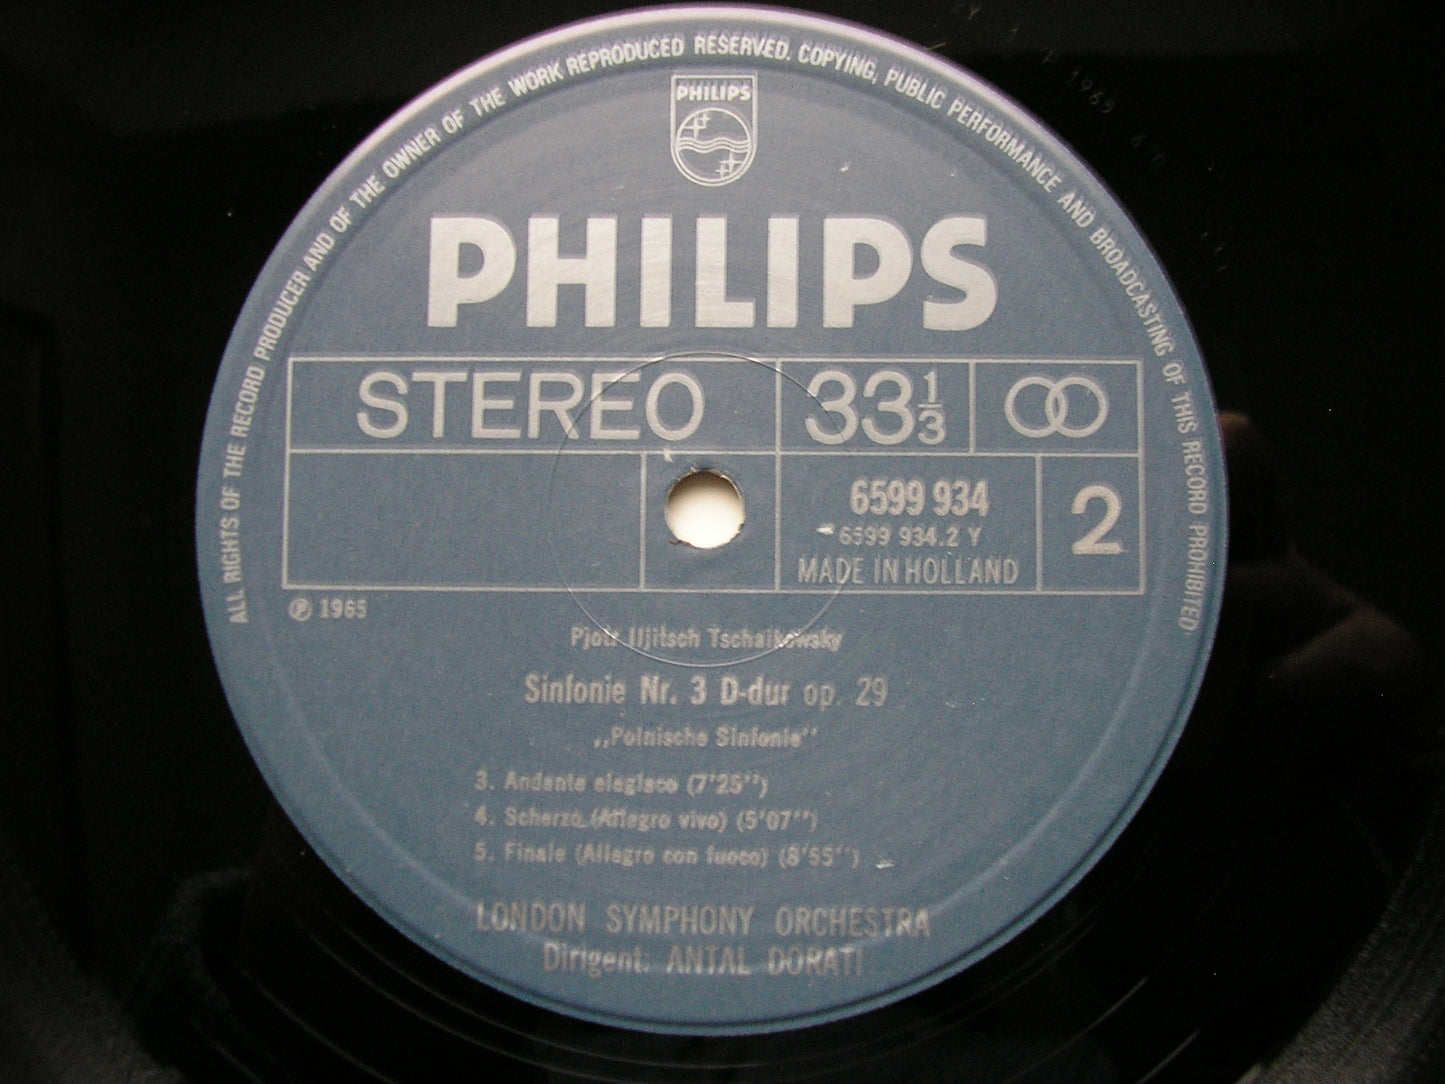 ALL RIGHTS OF THE RECORD PRODUCER AND OF THE OWNER OF THE WORK REPRODUCED RESERVED. COPYING, PUBLIC PERFORMANCE AND BROADCASTING OF THIS RECORD PROHIBITED
PHILIPS
PHILIPS
STEREO 33 1/3
6599 934
6599 934.2 Y
MADE IN HOLLAND
2
℗ 1965
Pjotr Iljitsch Tschaikowsky
Sinfonie Nr. 3 D-dur op. 29
„Polnische Sinfonie''
3. Andante elegiaco (7'25'')
4. Scherzo (Allegro vivo) (5'07'')
5. Finale (Allegro con fuoco) (8'55'')
LONDON SYMPHONY ORCHESTRA
Dirigent: ANTAL DORATI